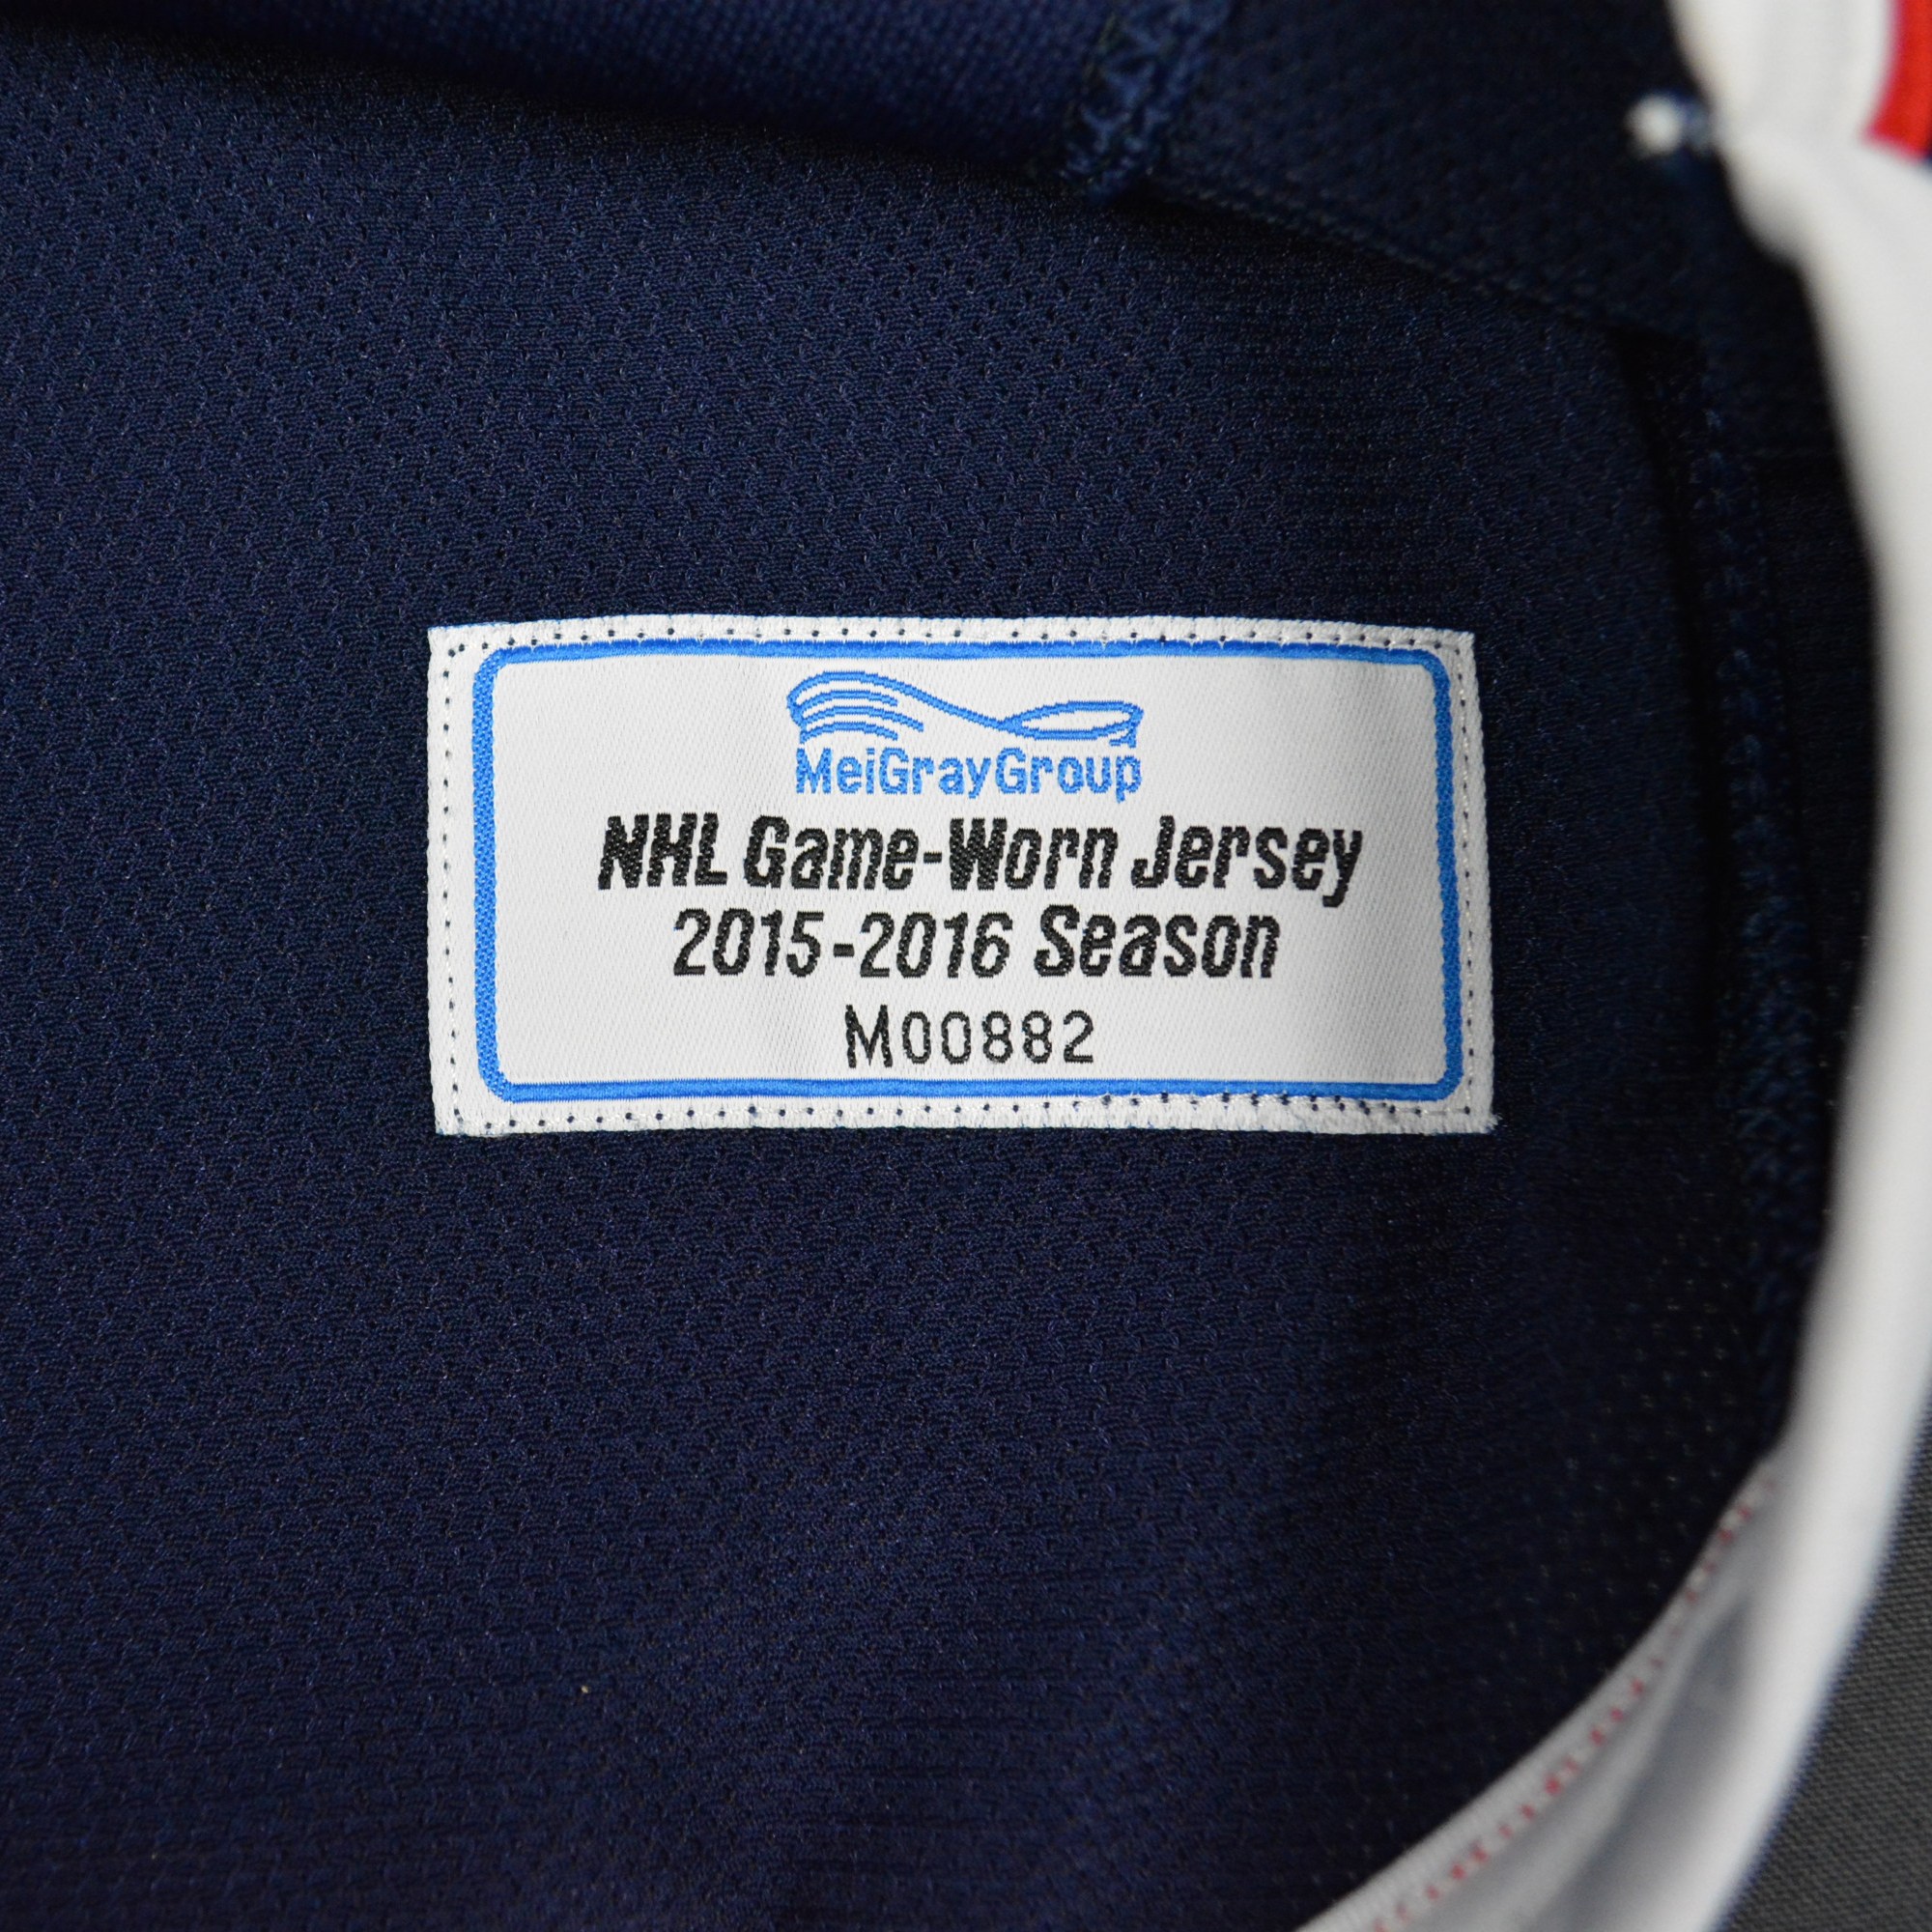 MeiGrayGroup
NHL Game-Worn Jersey
2015-2016 Season
M00882